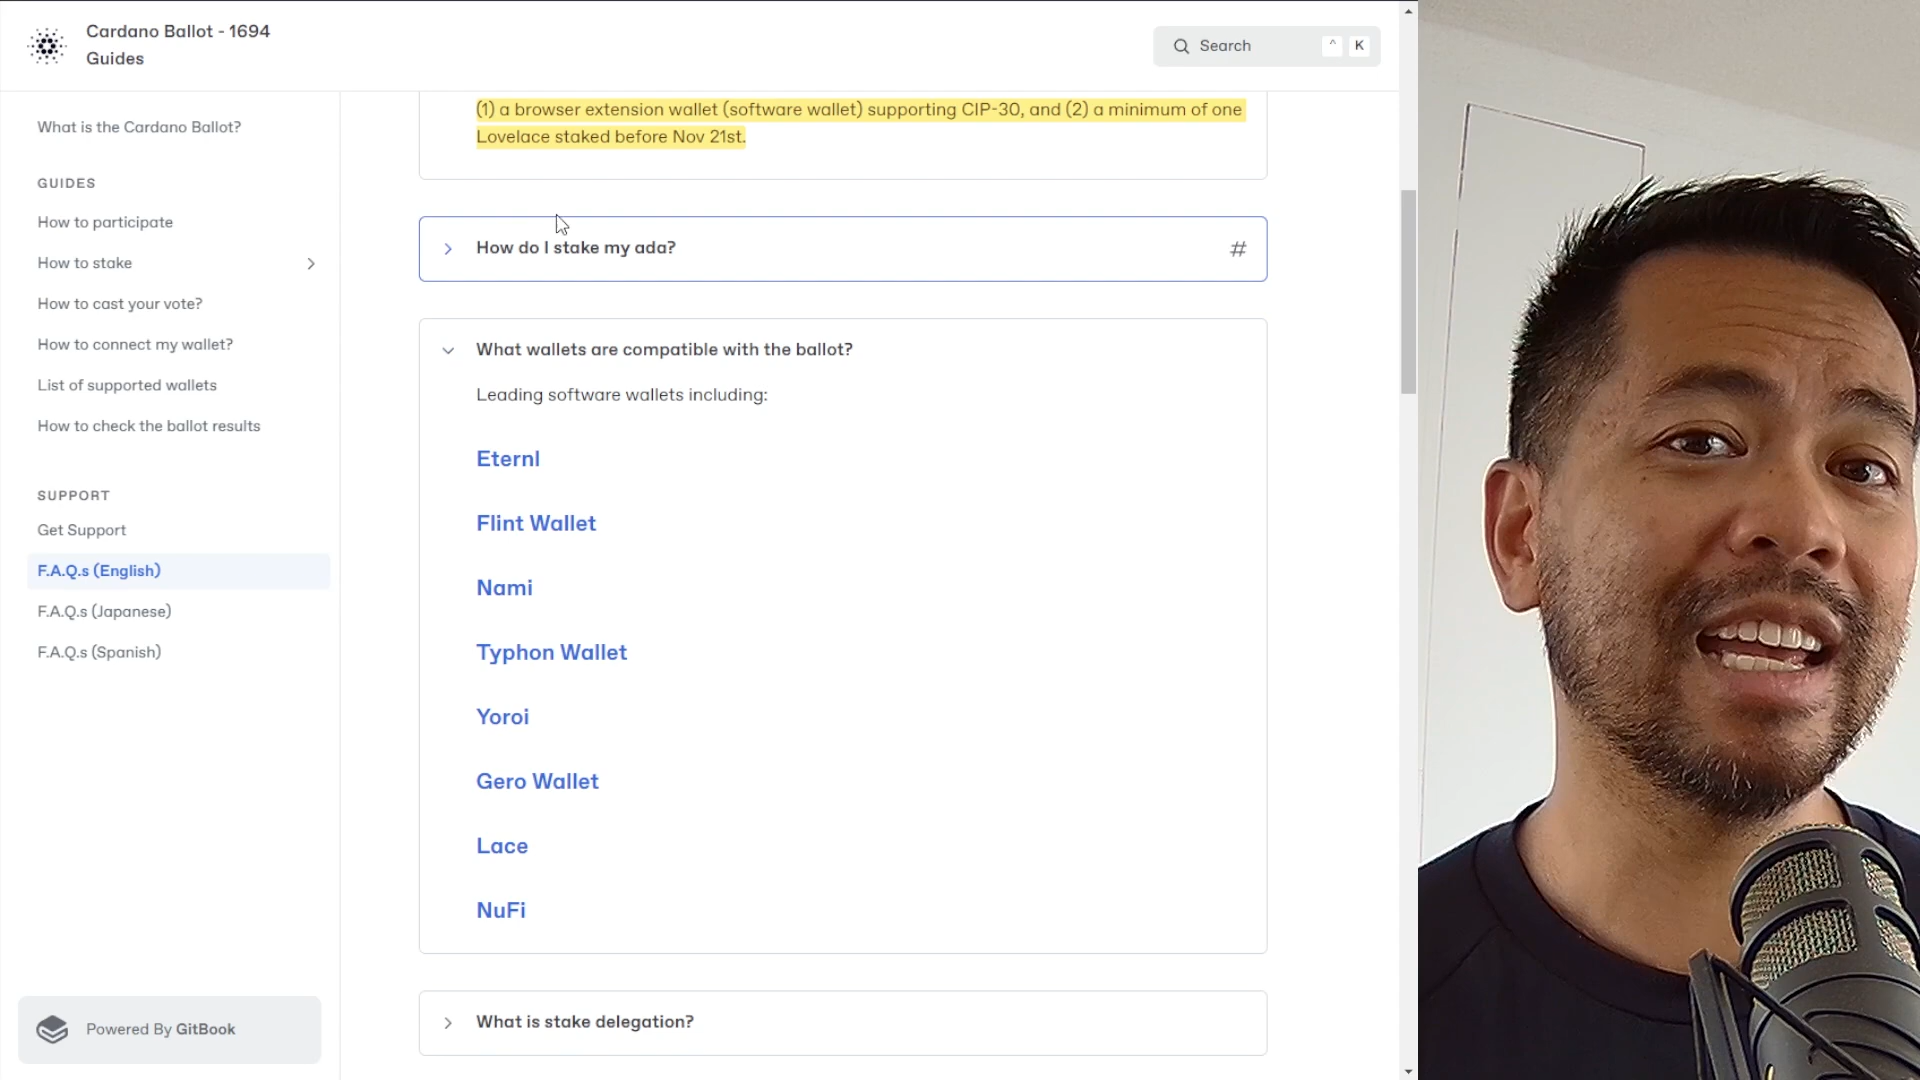 Cardano Ballot - 1694
Guides
Search
^ K
What is the Cardano Ballot?
GUIDES
How to participate
How to stake
How to cast your vote?
How to connect my wallet?
List of supported wallets
How to check the ballot results
SUPPORT
Get Support
F.A.Q.s (English)
F.A.Q.s (Japanese)
F.A.Q.s (Spanish)
Powered By GitBook
(1) a browser extension wallet (software wallet) supporting CIP-30, and (2) a minimum of one
Lovelace staked before Nov 21st.
How do I stake my ada?
#
What wallets are compatible with the ballot?
Leading software wallets including:
Eternl
Flint Wallet
Nami
Typhon Wallet
Yoroi
Gero Wallet
Lace
NuFi
What is stake delegation?